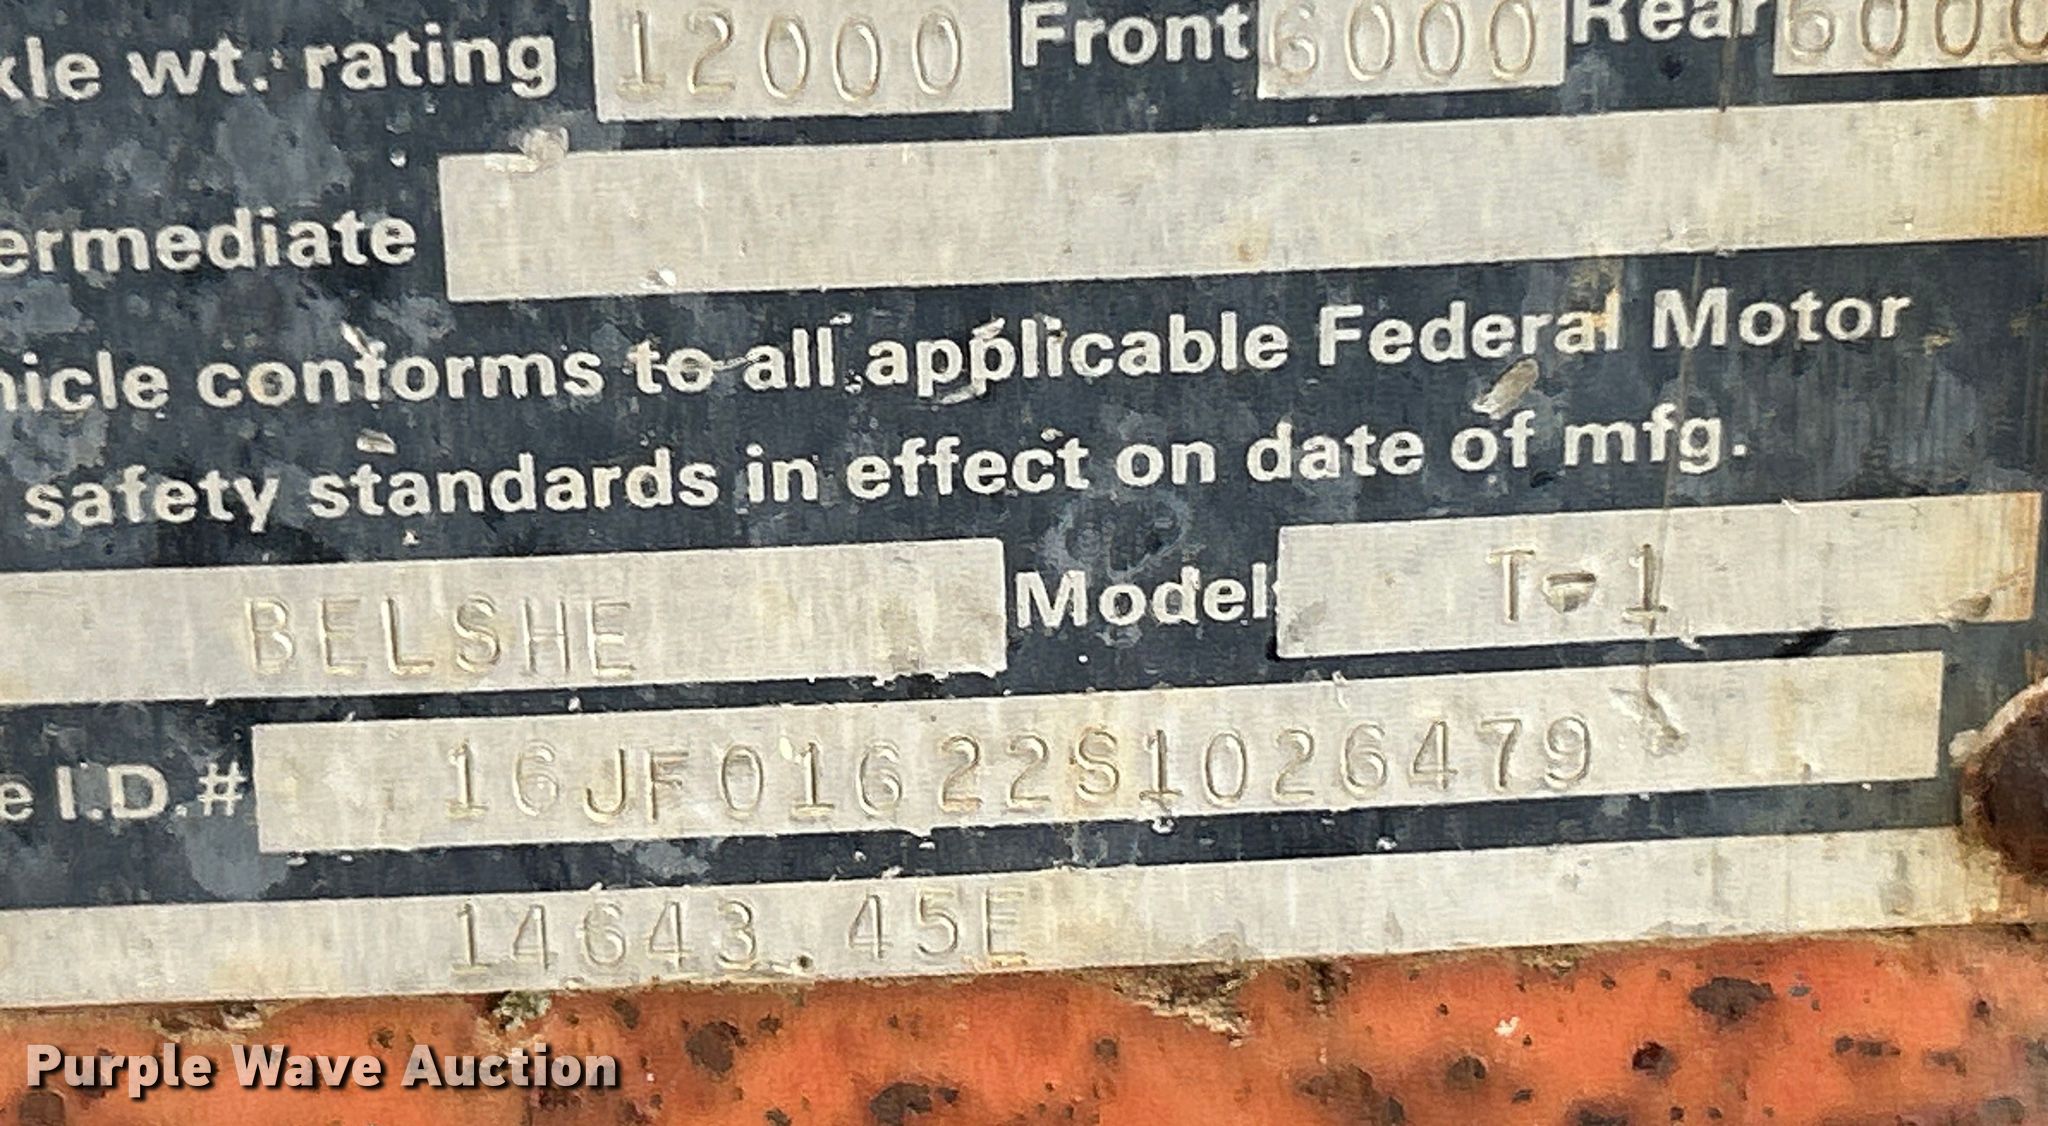 kle wt. rating 12000 Front 6000 Rear 6000
ermediate
hicle conforms to all applicable Federal Motor
safety standards in effect on date of mfg.
BELSHE Model T-1
e I.D.# 16JF01622S1026479
14643.45E
Purple Wave Auction